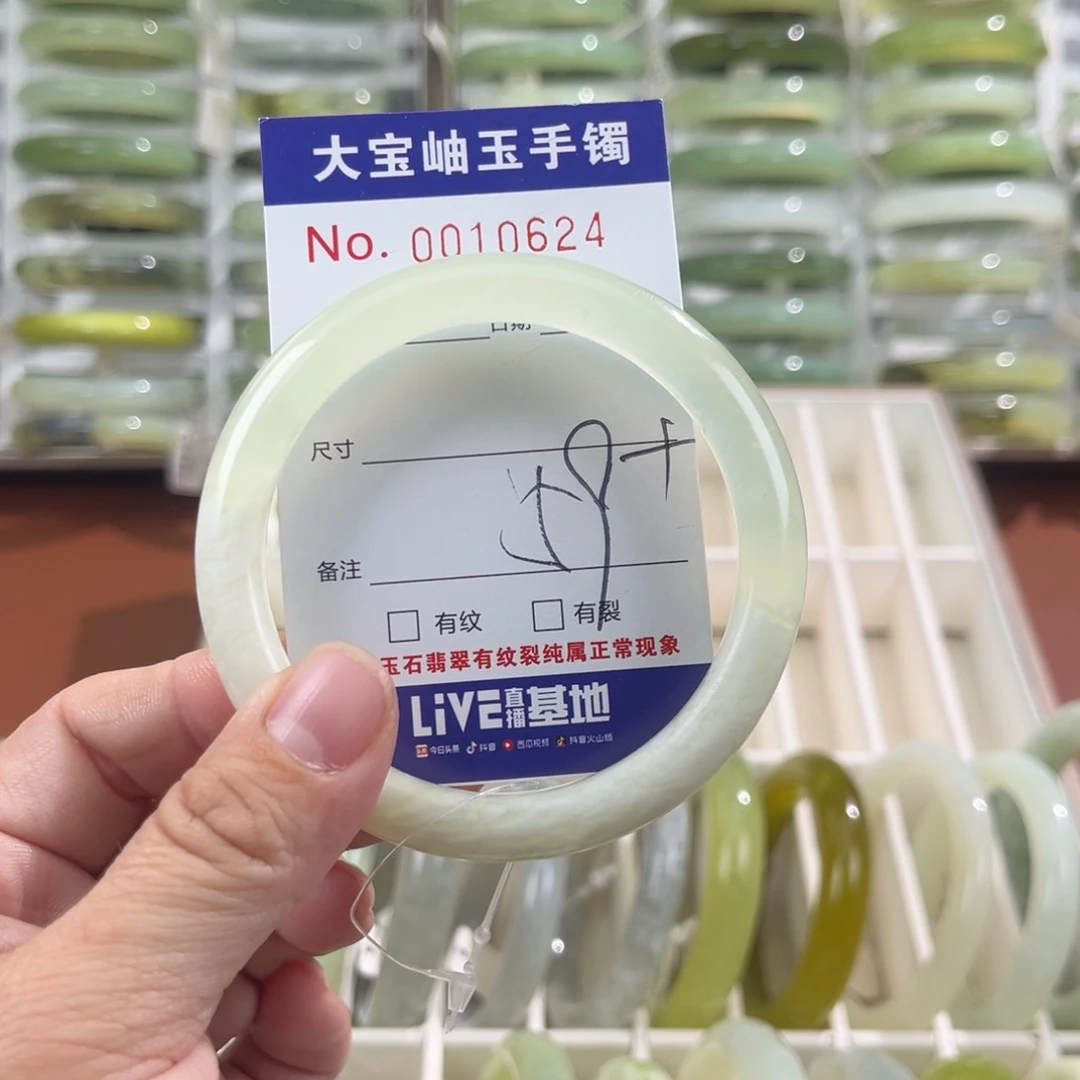 大宝岫玉手镯
No. 0010624
日期
尺寸
备注
有纹 有裂
玉石翡翠有纹裂纯属正常现象
LiVE直播基地
今日头条 抖音 西瓜视频 抖音火山版